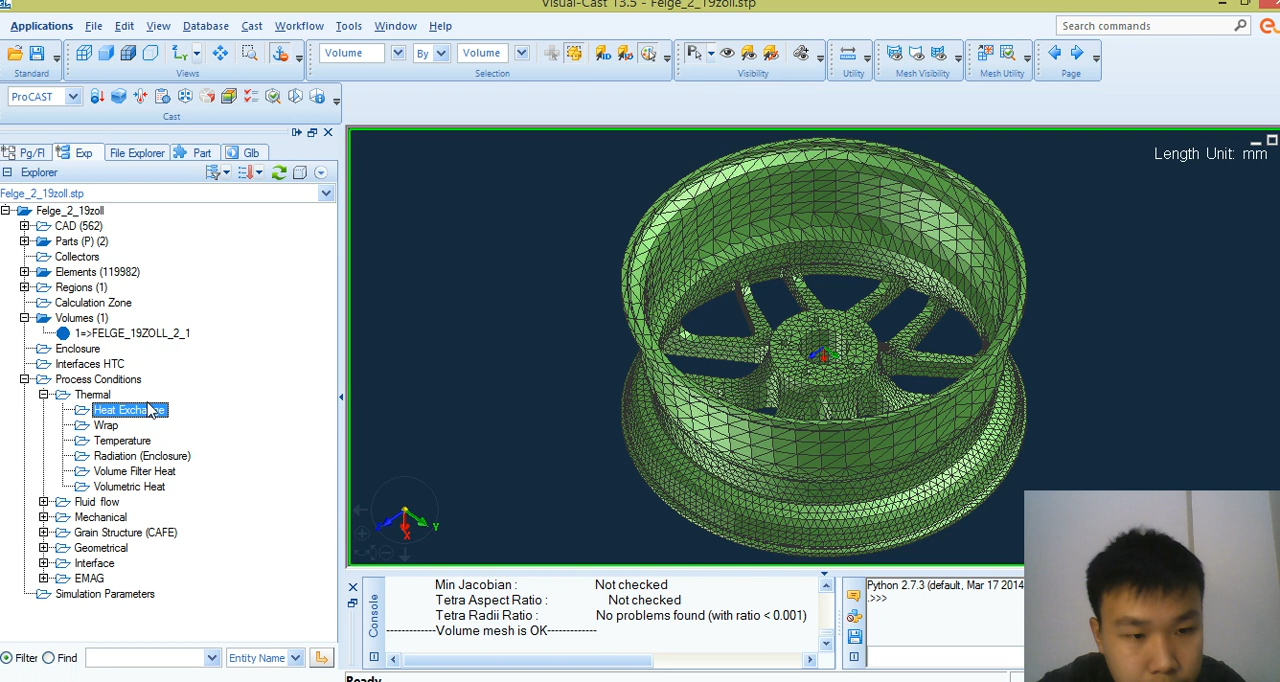 Visual-Cast 13.5 - Felge_2_19zoll.stp
Applications File Edit View Database Cast Workflow Tools Window Help
Search commands
Volume By Volume
Standard Views Selection Visibility Utility Mesh Visibility Mesh Utility Page
ProCAST
Cast
Pg/Fl Exp File Explorer Part Glb
Explorer
Felge_2_19zoll.stp
Length Unit: mm
Felge_2_19zoll
CAD (562)
Parts (P) (2)
Collectors
Elements (119982)
Regions (1)
Calculation Zone
Volumes (1)
1=>FELGE_19ZOLL_2_1
Enclosure
Interfaces HTC
Process Conditions
Thermal
Heat Exchange
Wrap
Temperature
Radiation (Enclosure)
Volume Filter Heat
Volumetric Heat
Fluid flow
Mechanical
Grain Structure (CAFE)
Geometrical
Interface
EMAG
Simulation Parameters
Y
X
Console
Min Jacobian : Not checked
Tetra Aspect Ratio : Not checked
Tetra Radii Ratio : No problems found (with ratio < 0.001)
------------Volume mesh is OK------------
Python 2.7.3 (default, Mar 17 2014
>>>
Filter Find Entity Name
Ready